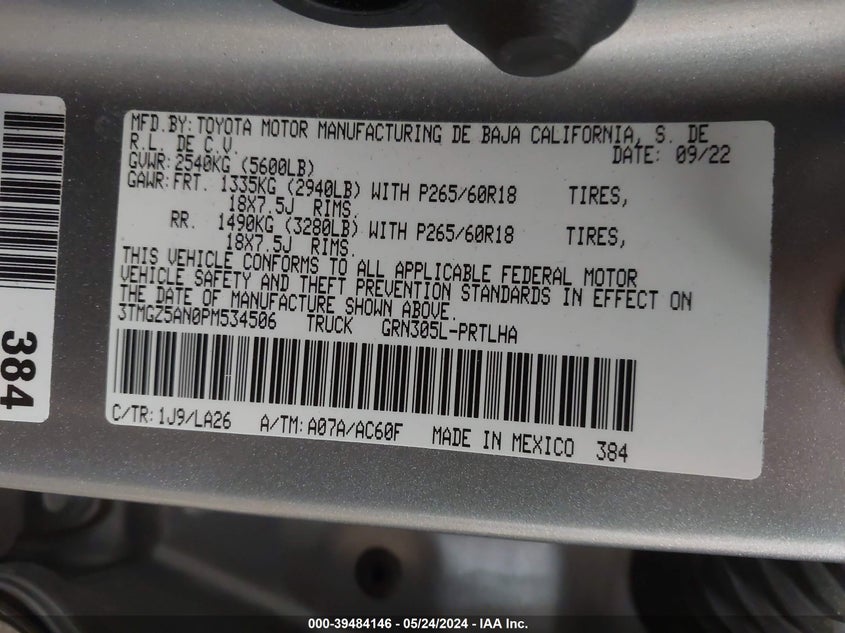 MFD.BY:TOYOTA MOTOR MANUFACTURING DE BAJA CALIFORNIA, S. DE
R.L. DE C.V.
DATE: 09/22
GVWR:2540KG (5600LB)
GAWR:FRT. 1335KG (2940LB) WITH P265/60R18 TIRES,
18X7.5J RIMS.
RR. 1490KG (3280LB) WITH P265/60R18 TIRES,
18X7.5J RIMS.
THIS VEHICLE CONFORMS TO ALL APPLICABLE FEDERAL MOTOR
VEHICLE SAFETY AND THEFT PREVENTION STANDARDS IN EFFECT ON
THE DATE OF MANUFACTURE SHOWN ABOVE.
3TMGZ5AN0PM534506 TRUCK GRN305L-PRTLHA
C/TR:1J9/LA26 A/TM:A07A/AC60F MADE IN MEXICO 384
384
000-39484146 - 05/24/2024 - IAA Inc.